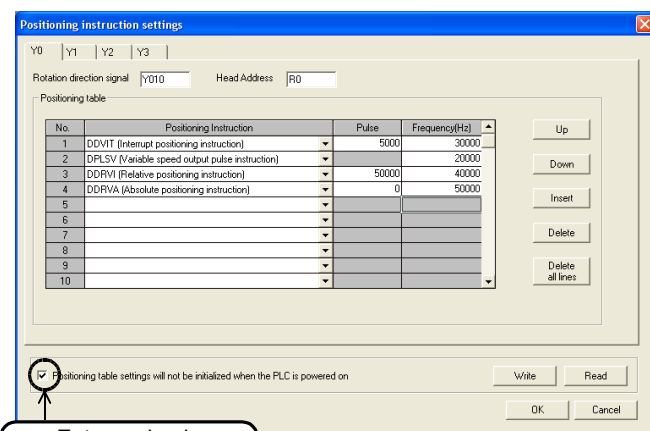 Positioning instruction settings
Y0 Y1 Y2 Y3
Rotation direction signal Y010 Head Address R0
Positioning table
No. Positioning Instruction Pulse Frequency(Hz)
1 DDVIT (Interrupt positioning instruction) 5000 30000
2 DPLSV (Variable speed output pulse instruction) 20000
3 DDRVI (Relative positioning instruction) 50000 40000
4 DDRVA (Absolute positioning instruction) 0 50000
5
6
7
8
9
10
Up
Down
Insert
Delete
Delete
all lines
Positioning table settings will not be initialized when the PLC is powered on
Write Read
OK Cancel